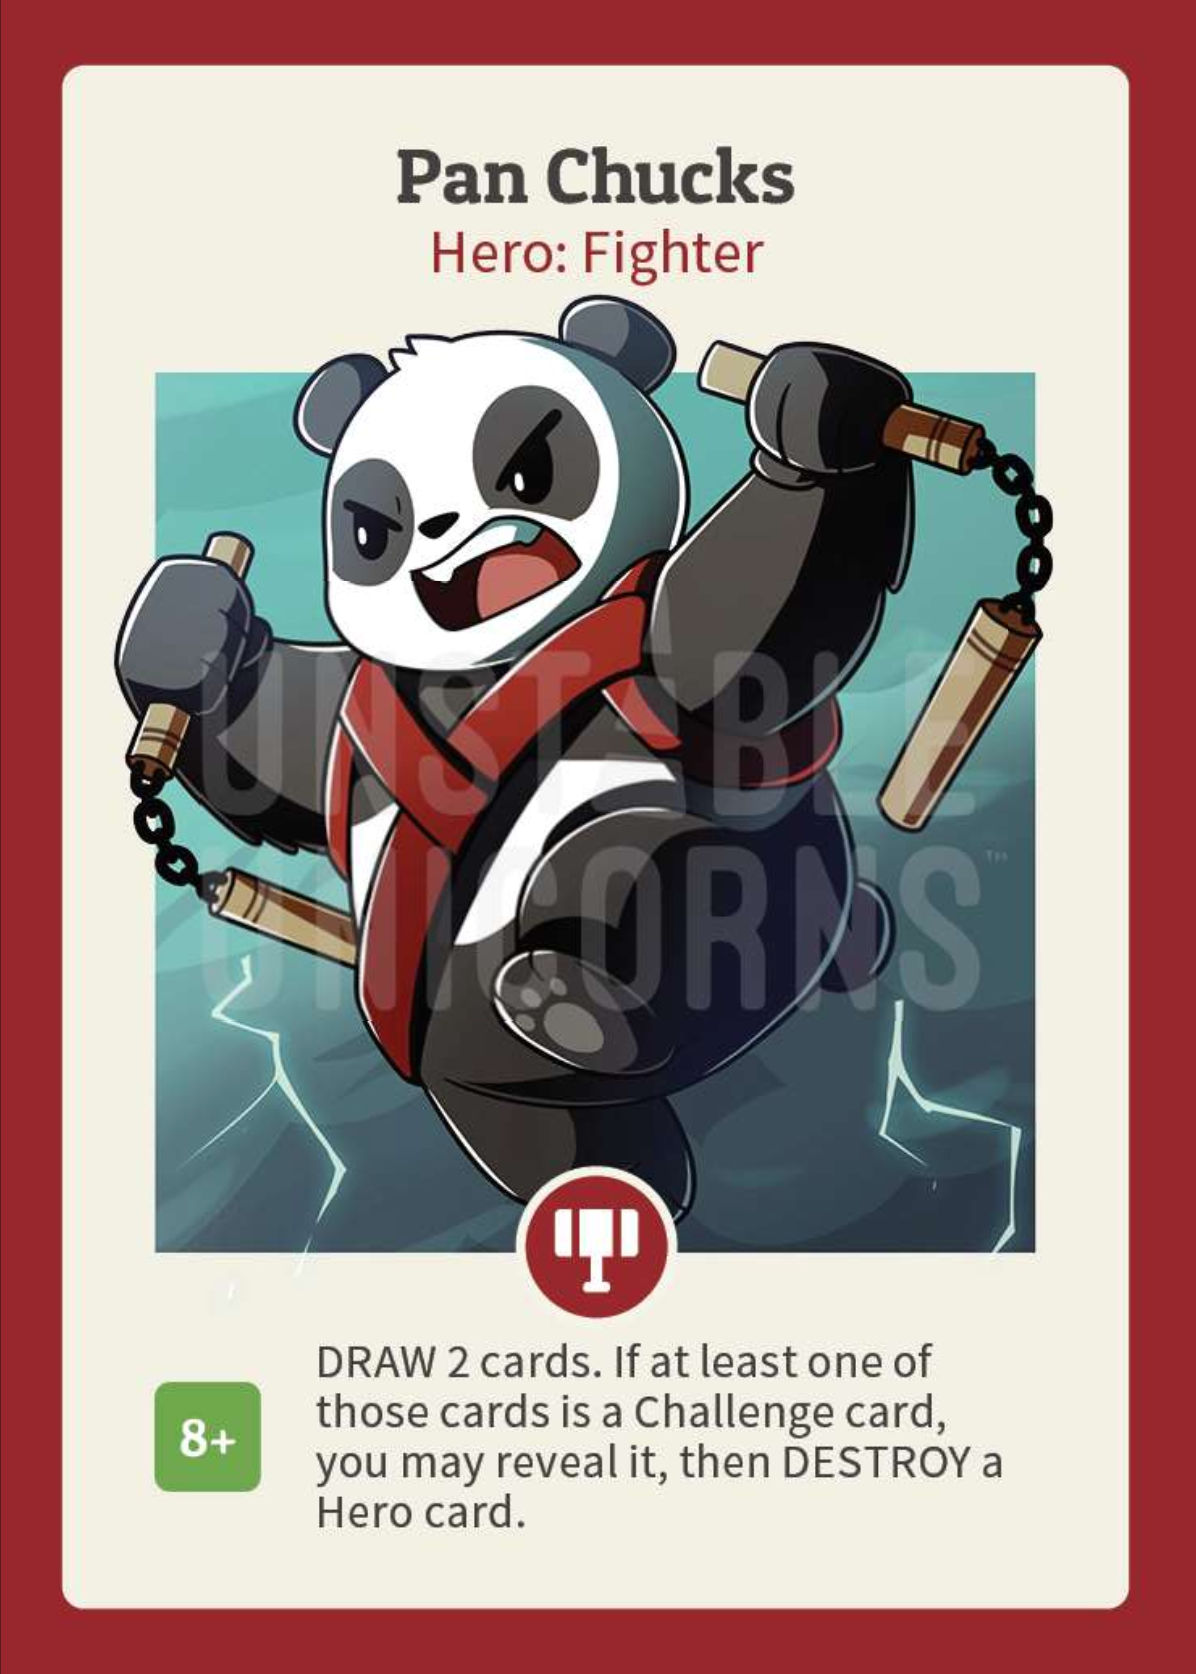 Pan Chucks
Hero: Fighter
UNSTABLE
UNICORNS™
8+
DRAW 2 cards. If at least one of
those cards is a Challenge card,
you may reveal it, then DESTROY a
Hero card.